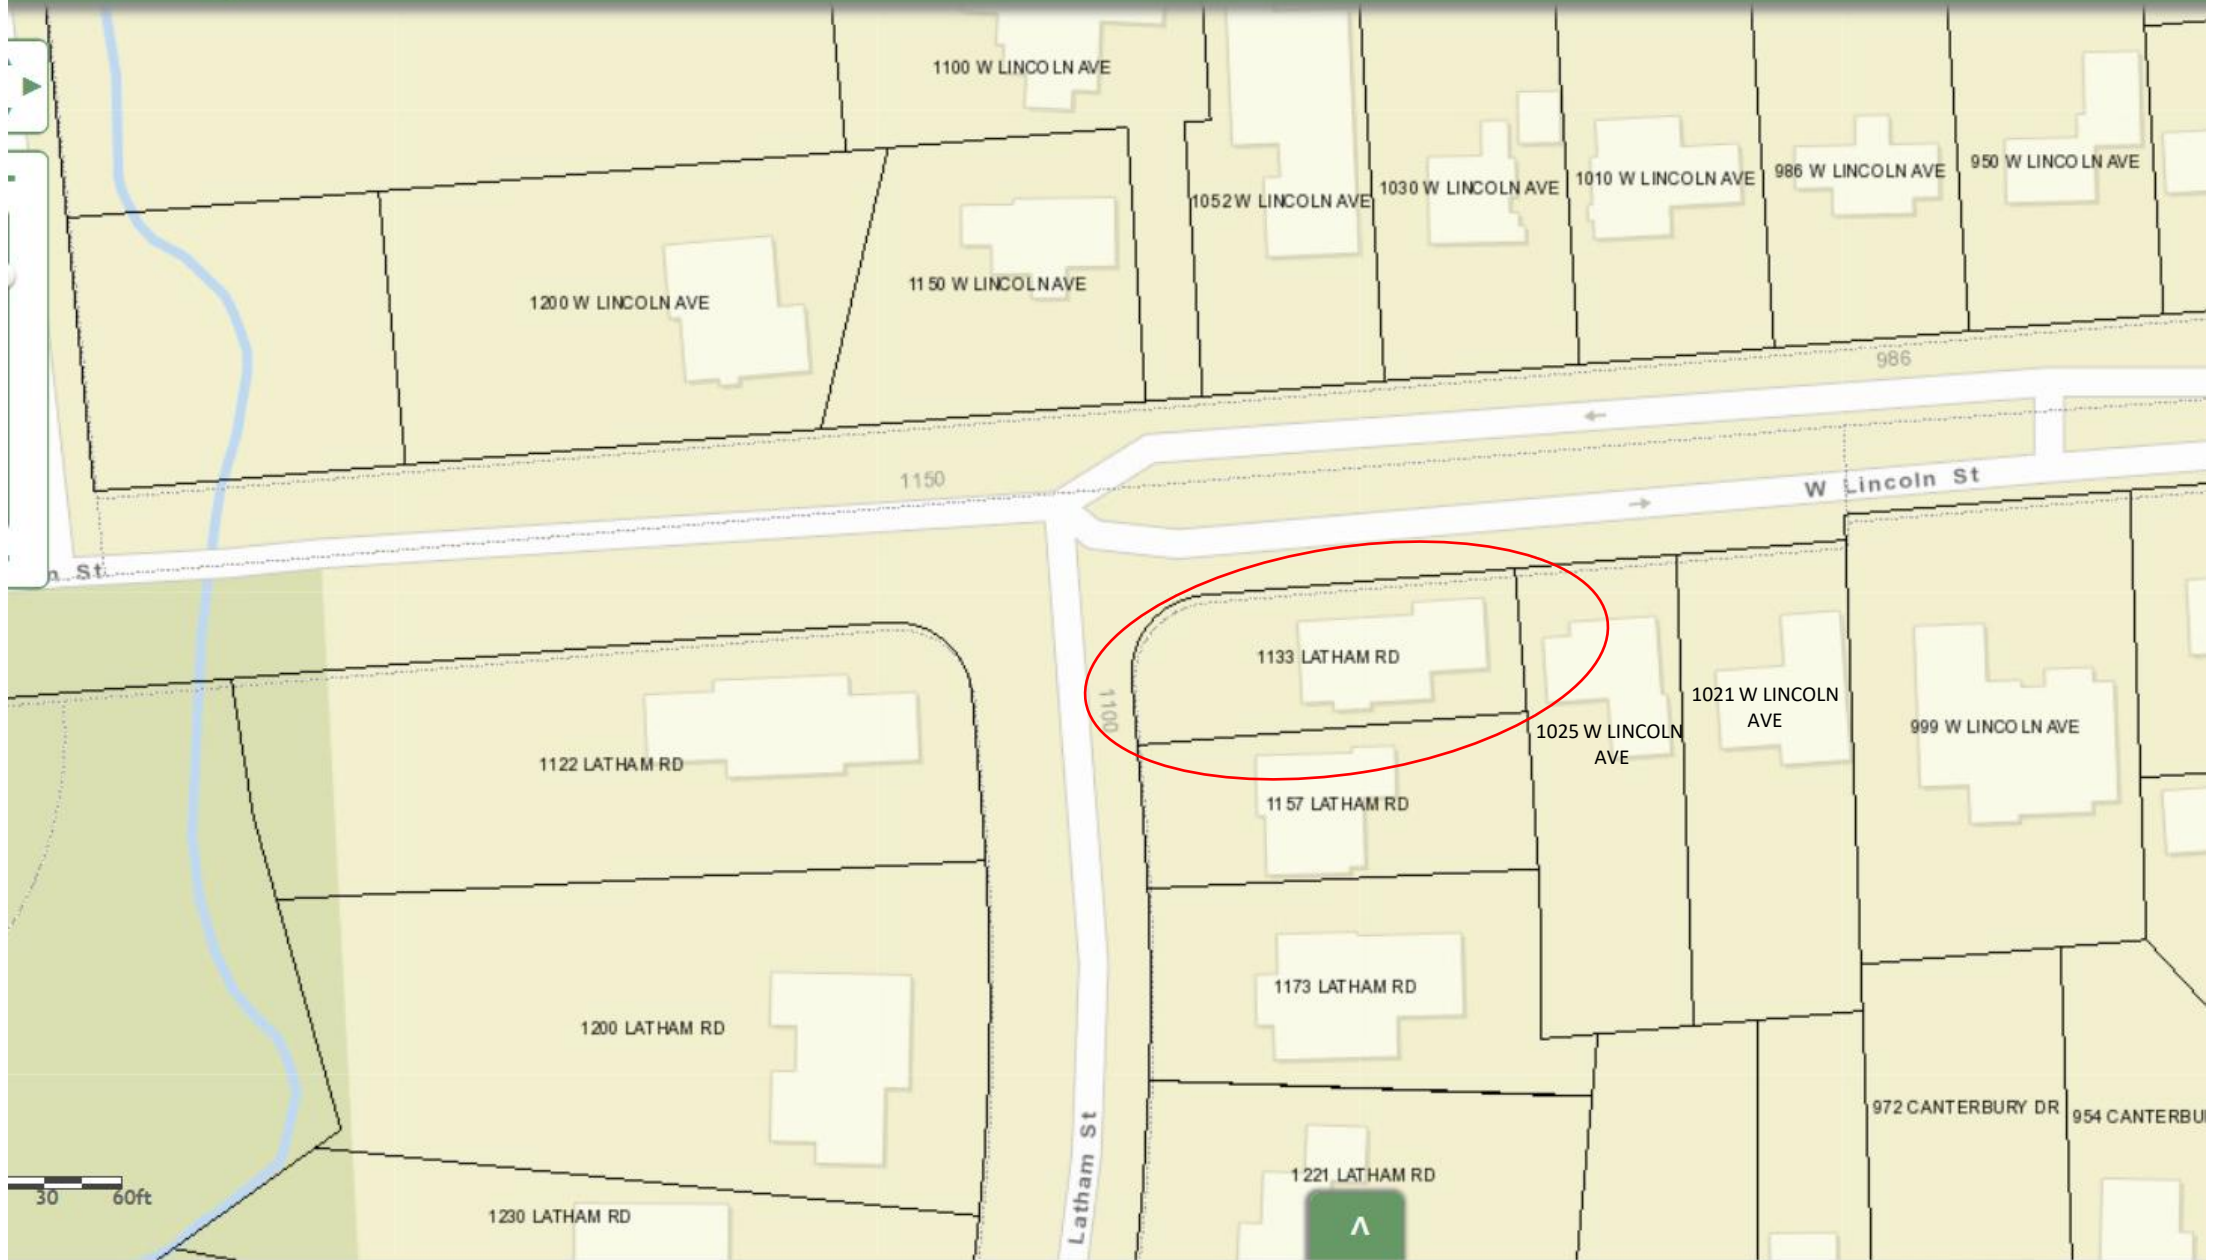 1100 W LINCOLN AVE
950 W LINCOLN AVE
986 W LINCOLN AVE
1010 W LINCOLN AVE
1030 W LINCOLN AVE
1052 W LINCOLN AVE
1150 W LINCOLN AVE
1200 W LINCOLN AVE
986
1150
W Lincoln St
n St
1133 LATHAM RD
1100
1021 W LINCOLN
AVE
1025 W LINCOLN
AVE
999 W LINCOLN AVE
1122 LATHAM RD
1157 LATHAM RD
1173 LATHAM RD
1200 LATHAM RD
972 CANTERBURY DR
954 CANTERBU
Latham St
1221 LATHAM RD
30
60ft
1230 LATHAM RD